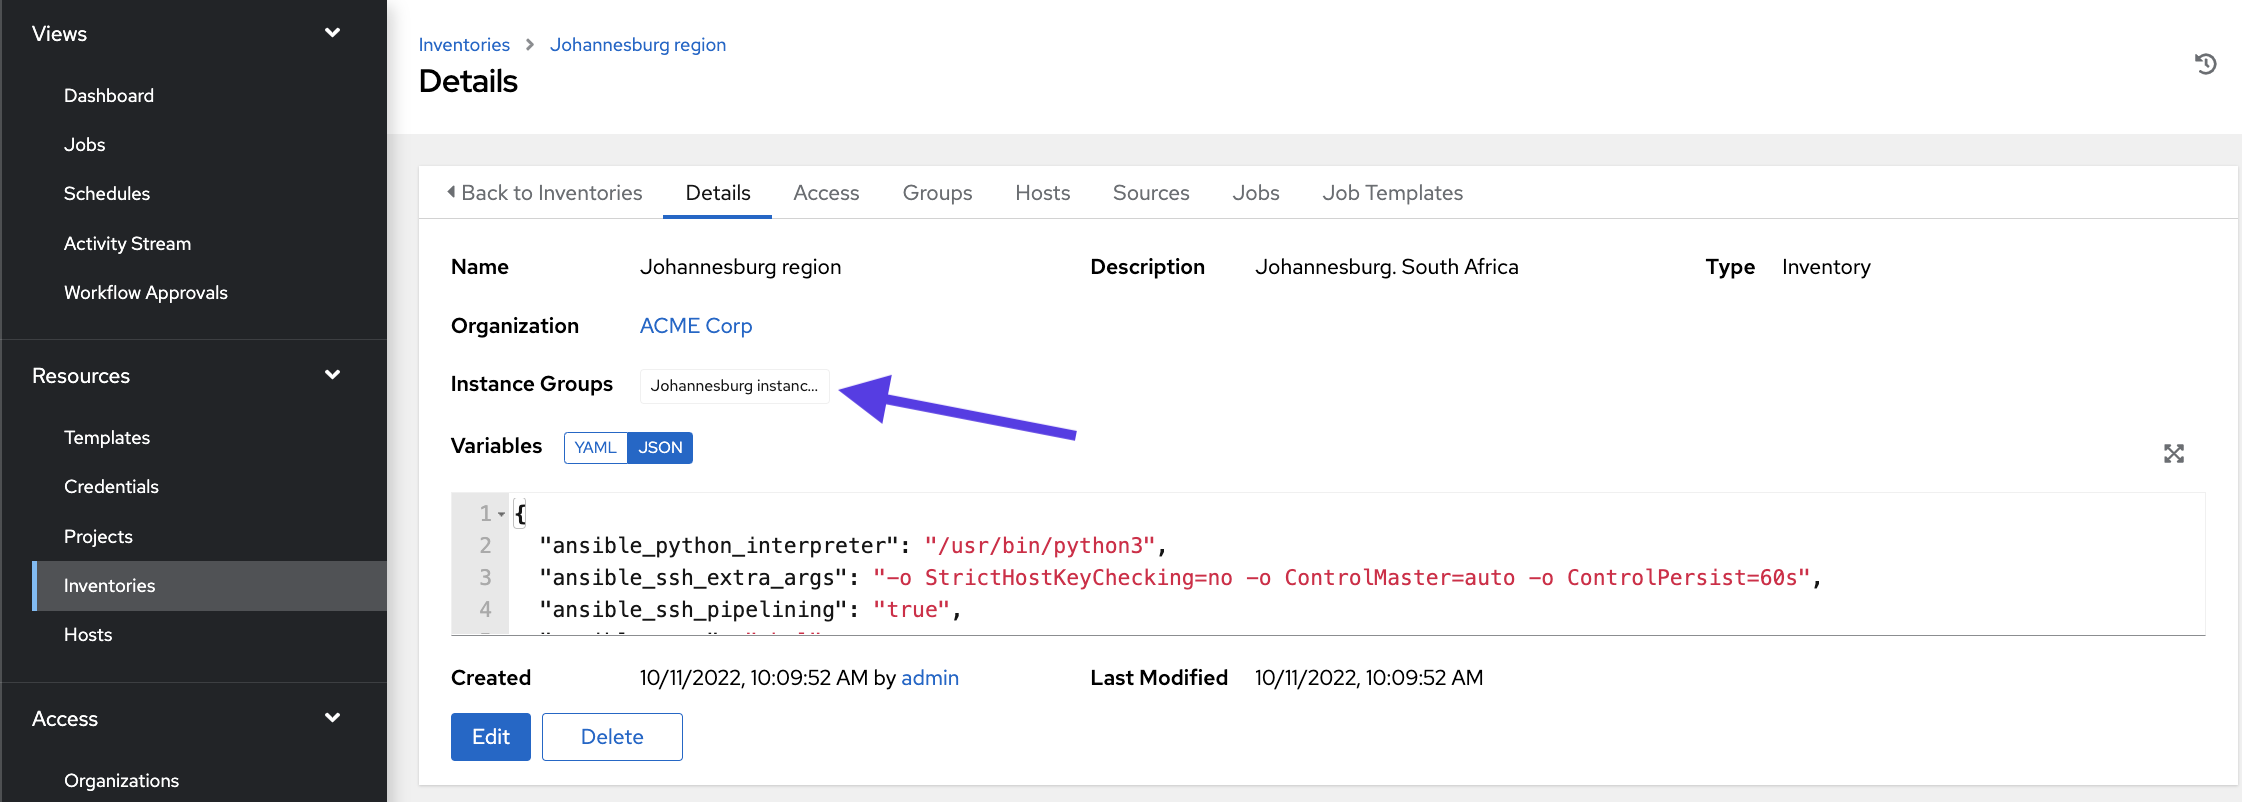 Views
Dashboard
Jobs
Schedules
Activity Stream
Workflow Approvals
Resources
Templates
Credentials
Projects
Inventories
Hosts
Access
Organizations
Inventories > Johannesburg region
Details
Back to Inventories Details Access Groups Hosts Sources Jobs Job Templates
Name Johannesburg region Description Johannesburg. South Africa Type Inventory
Organization ACME Corp
Instance Groups Johannesburg instanc...
Variables YAML JSON
1 {
2 "ansible_python_interpreter": "/usr/bin/python3",
3 "ansible_ssh_extra_args": "-o StrictHostKeyChecking=no -o ControlMaster=auto -o ControlPersist=60s",
4 "ansible_ssh_pipelining": "true",
Created 10/11/2022, 10:09:52 AM by admin Last Modified 10/11/2022, 10:09:52 AM
Edit Delete